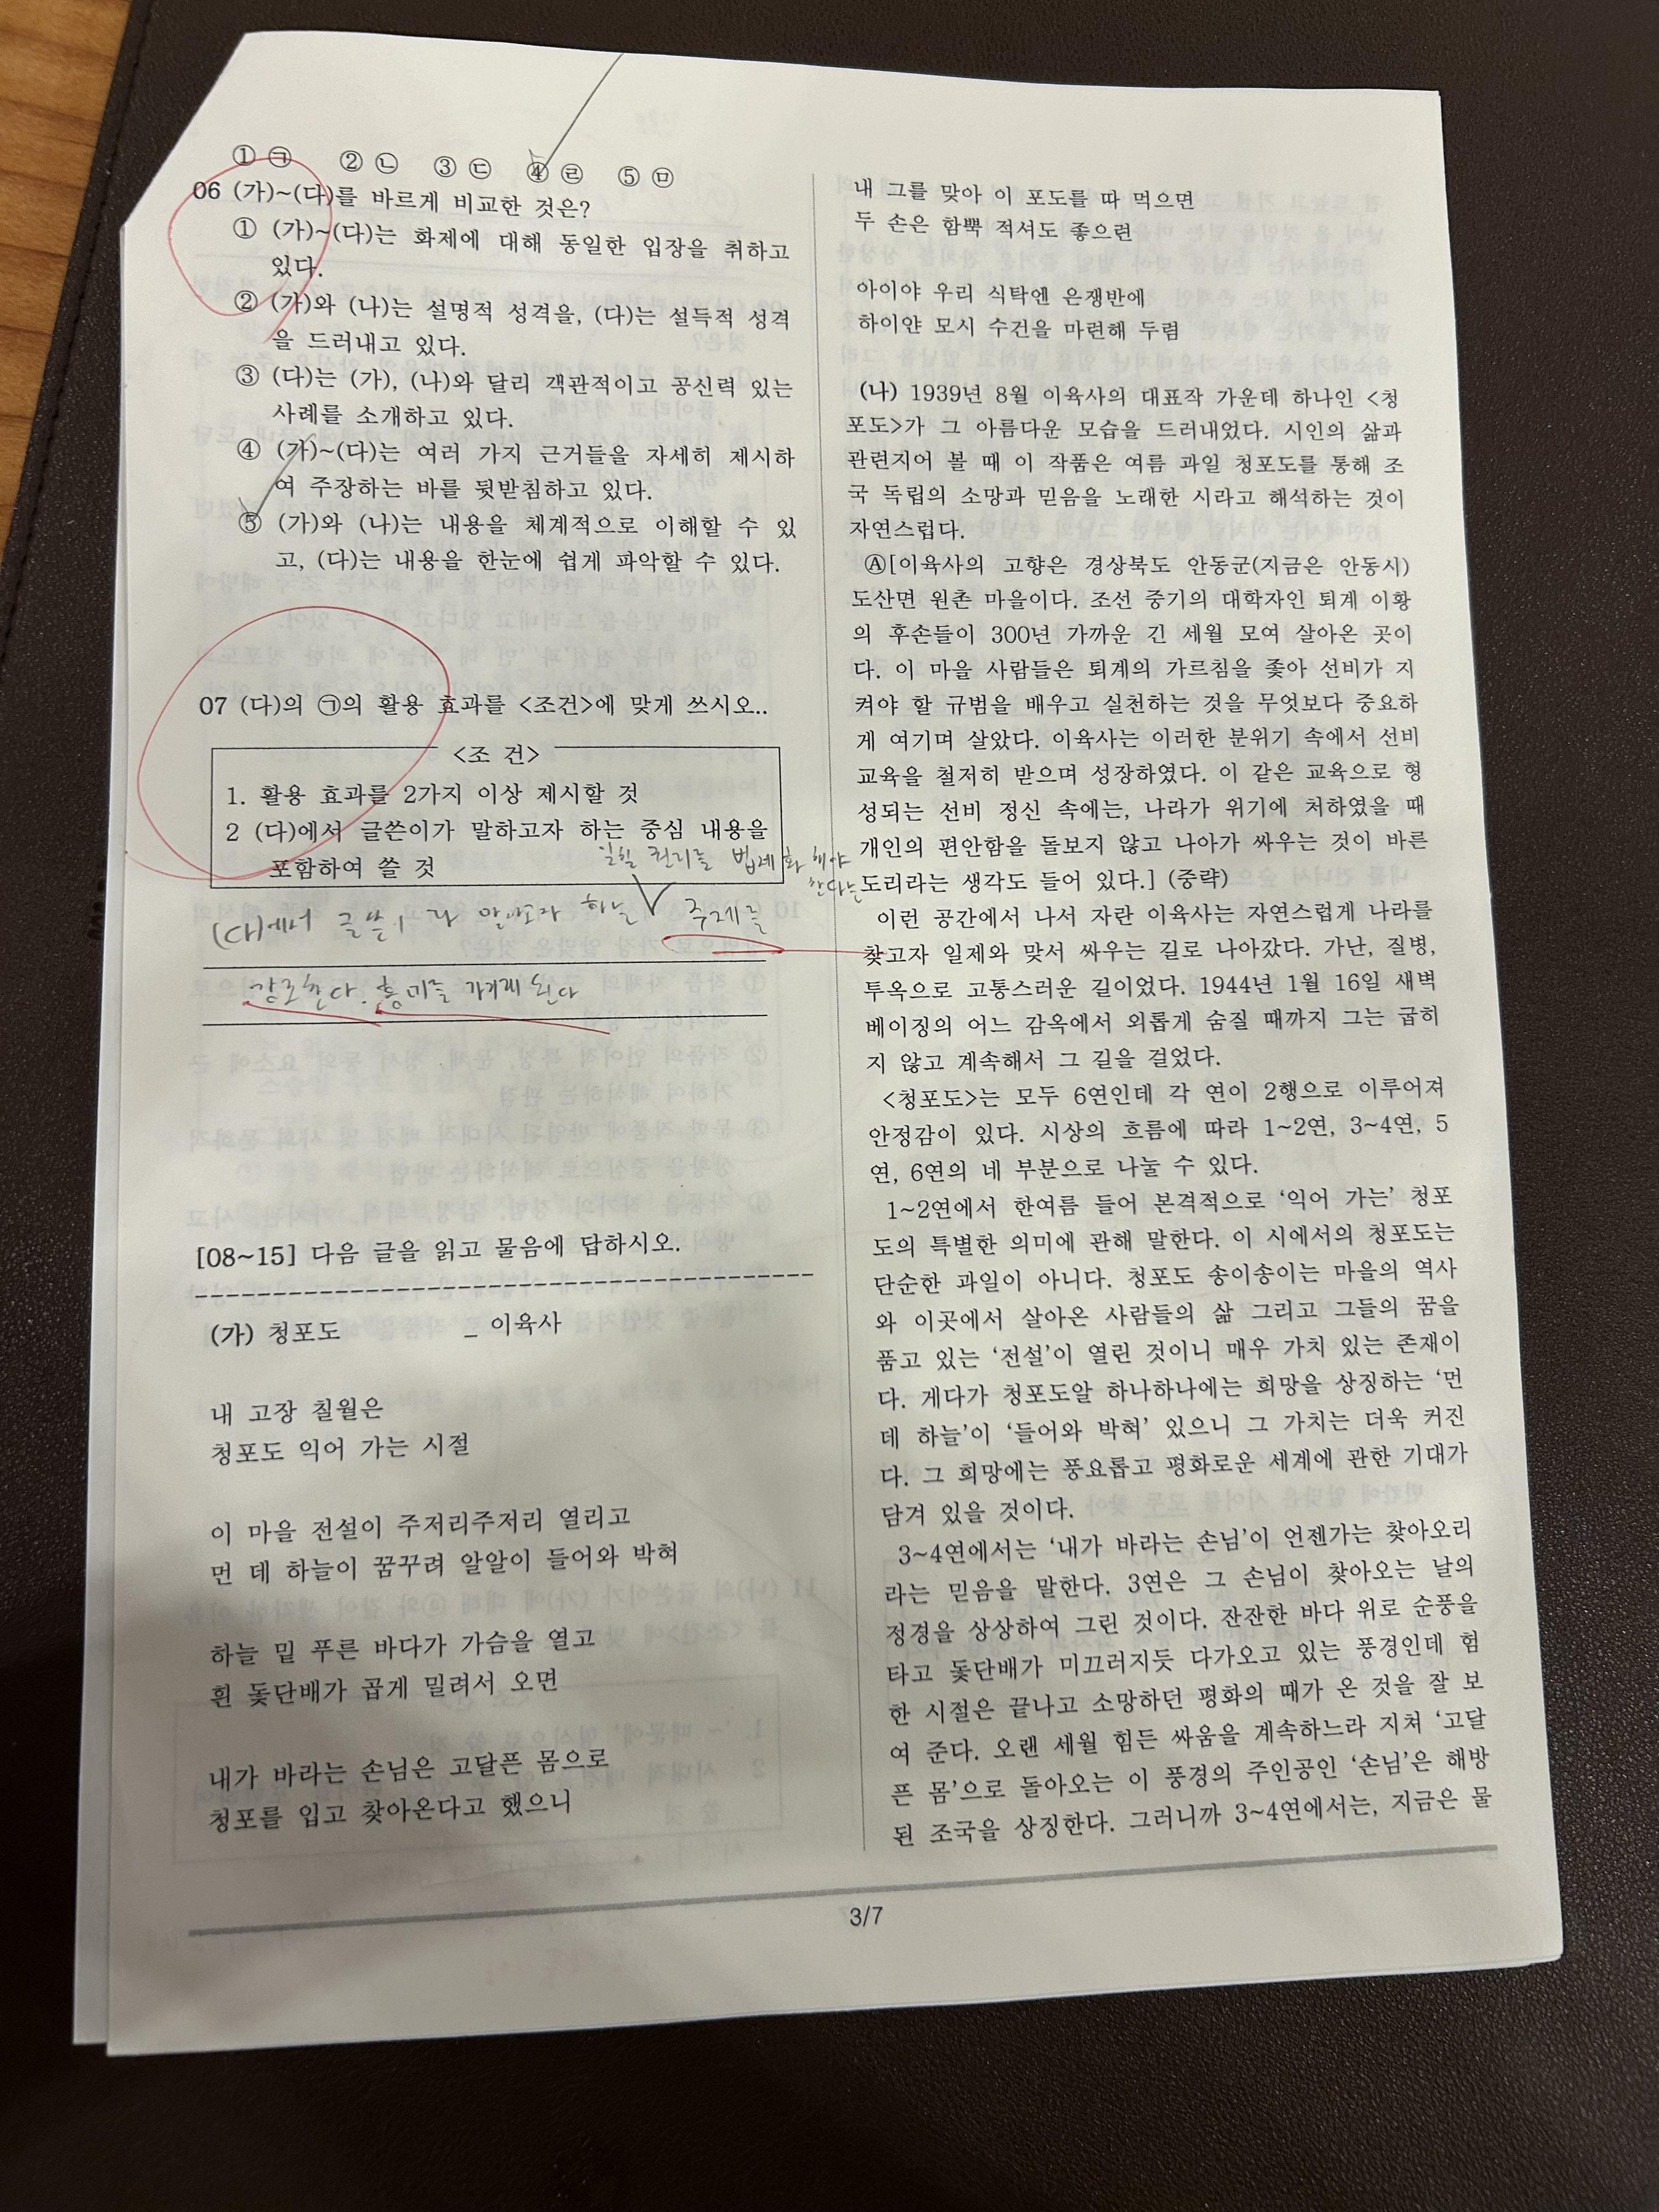 ① ㉠ ② ㉡ ③ ㉢ ④ ㉣ ⑤ ㉤
06 (가)~(다)를 바르게 비교한 것은?
① (가)~(다)는 화제에 대해 동일한 입장을 취하고
있다.
② (가)와 (나)는 설명적 성격을, (다)는 설득적 성격
을 드러내고 있다.
③ (다)는 (가), (나)와 달리 객관적이고 공신력 있는
사례를 소개하고 있다.
④ (가)~(다)는 여러 가지 근거들을 자세히 제시하
여 주장하는 바를 뒷받침하고 있다.
⑤ (가)와 (나)는 내용을 체계적으로 이해할 수 있
고, (다)는 내용을 한눈에 쉽게 파악할 수 있다.
07 (다)의 ㉠의 활용 효과를 <조건>에 맞게 쓰시오..
<조 건>
1. 활용 효과를 2가지 이상 제시할 것
2 (다)에서 글쓴이가 말하고자 하는 중심 내용을
포함하여 쓸 것
잊힐 권리를 법제화 해야
한다는
(다)에서 글쓴이가 말하고자 하는 주제를
강조한다. 흥미를 가지게 된다
[08~15] 다음 글을 읽고 물음에 답하시오.
(가) 청포도 _ 이육사
내 고장 칠월은
청포도 익어 가는 시절
이 마을 전설이 주저리주저리 열리고
먼 데 하늘이 꿈꾸려 알알이 들어와 박혀
하늘 밑 푸른 바다가 가슴을 열고
흰 돛단배가 곱게 밀려서 오면
내가 바라는 손님은 고달픈 몸으로
청포를 입고 찾아온다고 했으니
내 그를 맞아 이 포도를 따 먹으면
두 손은 함뿍 적셔도 좋으련
아이야 우리 식탁엔 은쟁반에
하이얀 모시 수건을 마련해 두렴
(나) 1939년 8월 이육사의 대표작 가운데 하나인 <청
포도>가 그 아름다운 모습을 드러내었다. 시인의 삶과
관련지어 볼 때 이 작품은 여름 과일 청포도를 통해 조
국 독립의 소망과 믿음을 노래한 시라고 해석하는 것이
자연스럽다.
Ⓐ[이육사의 고향은 경상북도 안동군(지금은 안동시)
도산면 원촌 마을이다. 조선 중기의 대학자인 퇴계 이황
의 후손들이 300년 가까운 긴 세월 모여 살아온 곳이
다. 이 마을 사람들은 퇴계의 가르침을 좇아 선비가 지
켜야 할 규범을 배우고 실천하는 것을 무엇보다 중요하
게 여기며 살았다. 이육사는 이러한 분위기 속에서 선비
교육을 철저히 받으며 성장하였다. 이 같은 교육으로 형
성되는 선비 정신 속에는, 나라가 위기에 처하였을 때
개인의 편안함을 돌보지 않고 나아가 싸우는 것이 바른
도리라는 생각도 들어 있다.] (중략)
이런 공간에서 나서 자란 이육사는 자연스럽게 나라를
찾고자 일제와 맞서 싸우는 길로 나아갔다. 가난, 질병,
투옥으로 고통스러운 길이었다. 1944년 1월 16일 새벽
베이징의 어느 감옥에서 외롭게 숨질 때까지 그는 굽히
지 않고 계속해서 그 길을 걸었다.
<청포도>는 모두 6연인데 각 연이 2행으로 이루어져
안정감이 있다. 시상의 흐름에 따라 1~2연, 3~4연, 5
연, 6연의 네 부분으로 나눌 수 있다.
1~2연에서 한여름 들어 본격적으로 ‘익어 가는’ 청포
도의 특별한 의미에 관해 말한다. 이 시에서의 청포도는
단순한 과일이 아니다. 청포도 송이송이는 마을의 역사
와 이곳에서 살아온 사람들의 삶 그리고 그들의 꿈을
품고 있는 ‘전설’이 열린 것이니 매우 가치 있는 존재이
다. 게다가 청포도알 하나하나에는 희망을 상징하는 ‘먼
데 하늘’이 ‘들어와 박혀’ 있으니 그 가치는 더욱 커진
다. 그 희망에는 풍요롭고 평화로운 세계에 관한 기대가
담겨 있을 것이다.
3~4연에서는 ‘내가 바라는 손님’이 언젠가는 찾아오리
라는 믿음을 말한다. 3연은 그 손님이 찾아오는 날의
정경을 상상하여 그린 것이다. 잔잔한 바다 위로 순풍을
타고 돛단배가 미끄러지듯 다가오고 있는 풍경인데 험
한 시절은 끝나고 소망하던 평화의 때가 온 것을 잘 보
여 준다. 오랜 세월 힘든 싸움을 계속하느라 지쳐 ‘고달
픈 몸’으로 돌아오는 이 풍경의 주인공인 ‘손님’은 해방
된 조국을 상징한다. 그러니까 3~4연에서는, 지금은 물
3/7